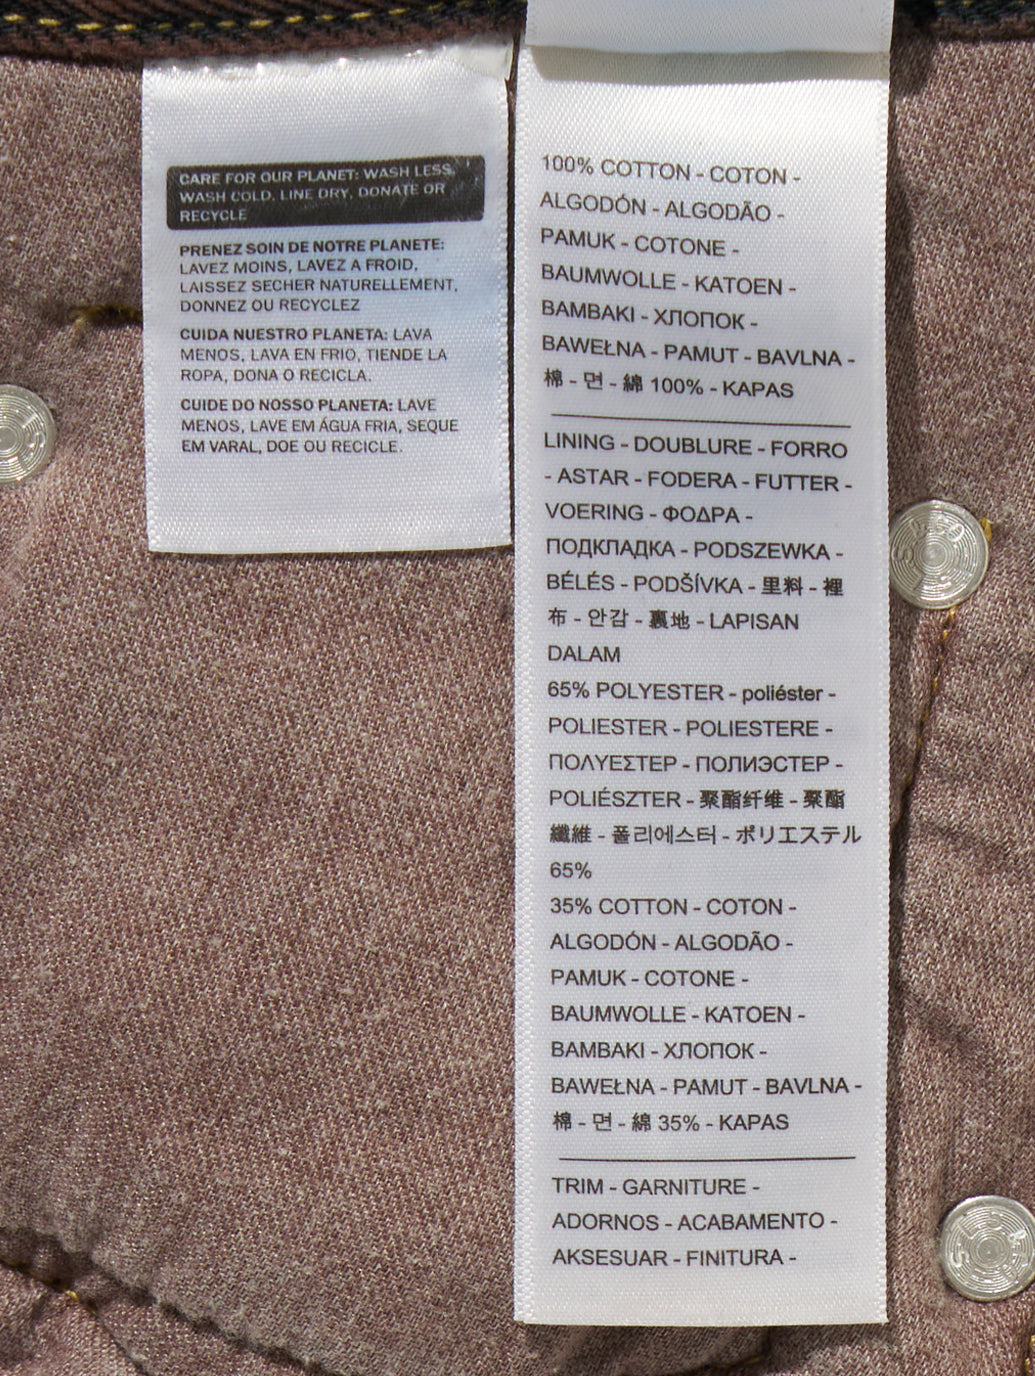 CARE FOR OUR PLANET: WASH LESS,
WASH COLD, LINE DRY, DONATE OR
RECYCLE
PRENEZ SOIN DE NOTRE PLANETE:
LAVEZ MOINS, LAVEZ A FROID,
LAISSEZ SECHER NATURELLEMENT,
DONNEZ OU RECYCLEZ
CUIDA NUESTRO PLANETA: LAVA
MENOS, LAVA EN FRIO, TIENDE LA
ROPA, DONA O RECICLA.
CUIDE DO NOSSO PLANETA: LAVE
MENOS, LAVE EM ÁGUA FRIA, SEQUE
EM VARAL, DOE OU RECICLE.
100% COTTON - COTON -
ALGODÓN - ALGODÃO -
PAMUK - COTONE -
BAUMWOLLE - KATOEN -
ΒΑΜΒΑΚΙ - ХЛОПОК -
BAWEŁNA - PAMUT - BAVLNA -
棉 - 면 - 綿 100% - KAPAS
LINING - DOUBLURE - FORRO
- ASTAR - FODERA - FUTTER -
VOERING - ΦΟΔΡΑ -
ПОДКЛАДКА - PODSZEWKA -
BÉLÉS - PODŠÍVKA - 里料 - 裡
布 - 안감 - 裏地 - LAPISAN
DALAM
65% POLYESTER - poliéster -
POLIESTER - POLIESTERE -
ΠΟΛΥΕΣΤΕΡ - ПОЛИЭСТЕР -
POLIÉSZTER - 聚酯纤维 - 聚酯
纖維 - 폴리에스터 - ポリエステル
65%
35% COTTON - COTON -
ALGODÓN - ALGODÃO -
PAMUK - COTONE -
BAUMWOLLE - KATOEN -
ΒΑΜΒΑΚΙ - ХЛОПОК -
BAWEŁNA - PAMUT - BAVLNA -
棉 - 면 - 綿 35% - KAPAS
TRIM - GARNITURE -
ADORNOS - ACABAMENTO -
AKSESUAR - FINITURA -